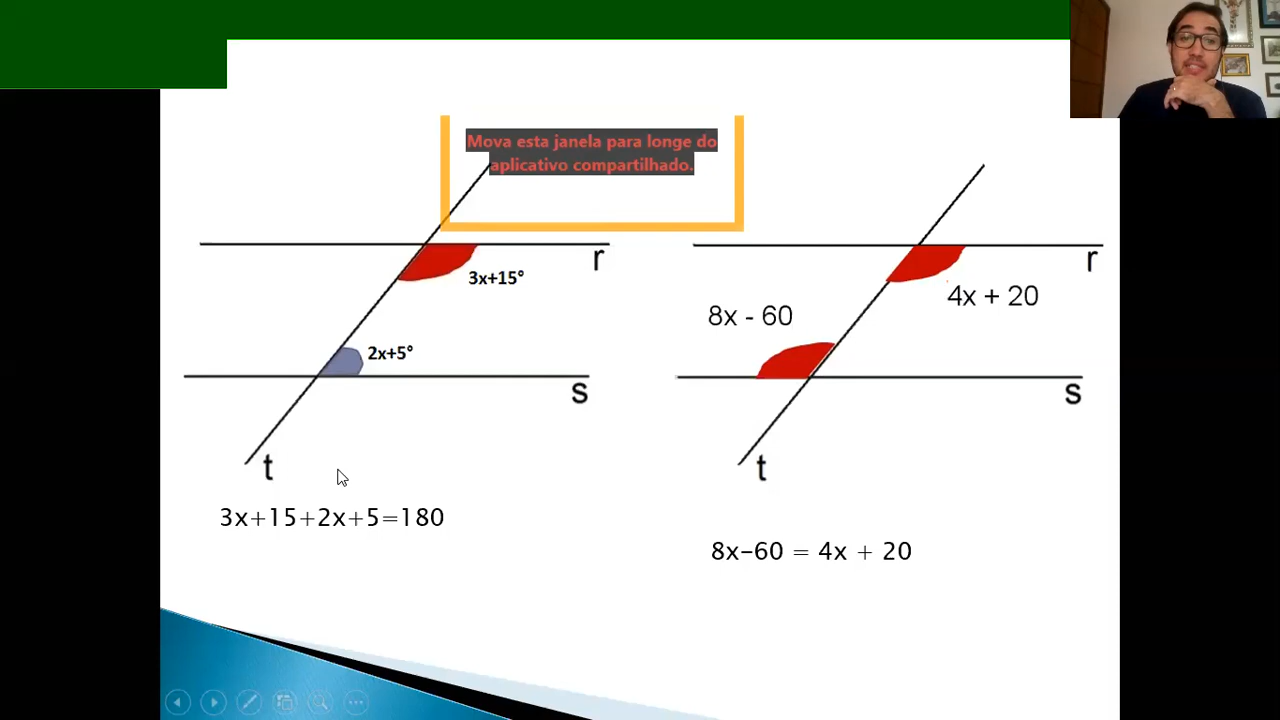 Mova esta janela para longe do
aplicativo compartilhado.
r
3x+15°
2x+5°
s
t
3x+15+2x+5=180
r
4x + 20
8x - 60
s
t
8x-60 = 4x + 20